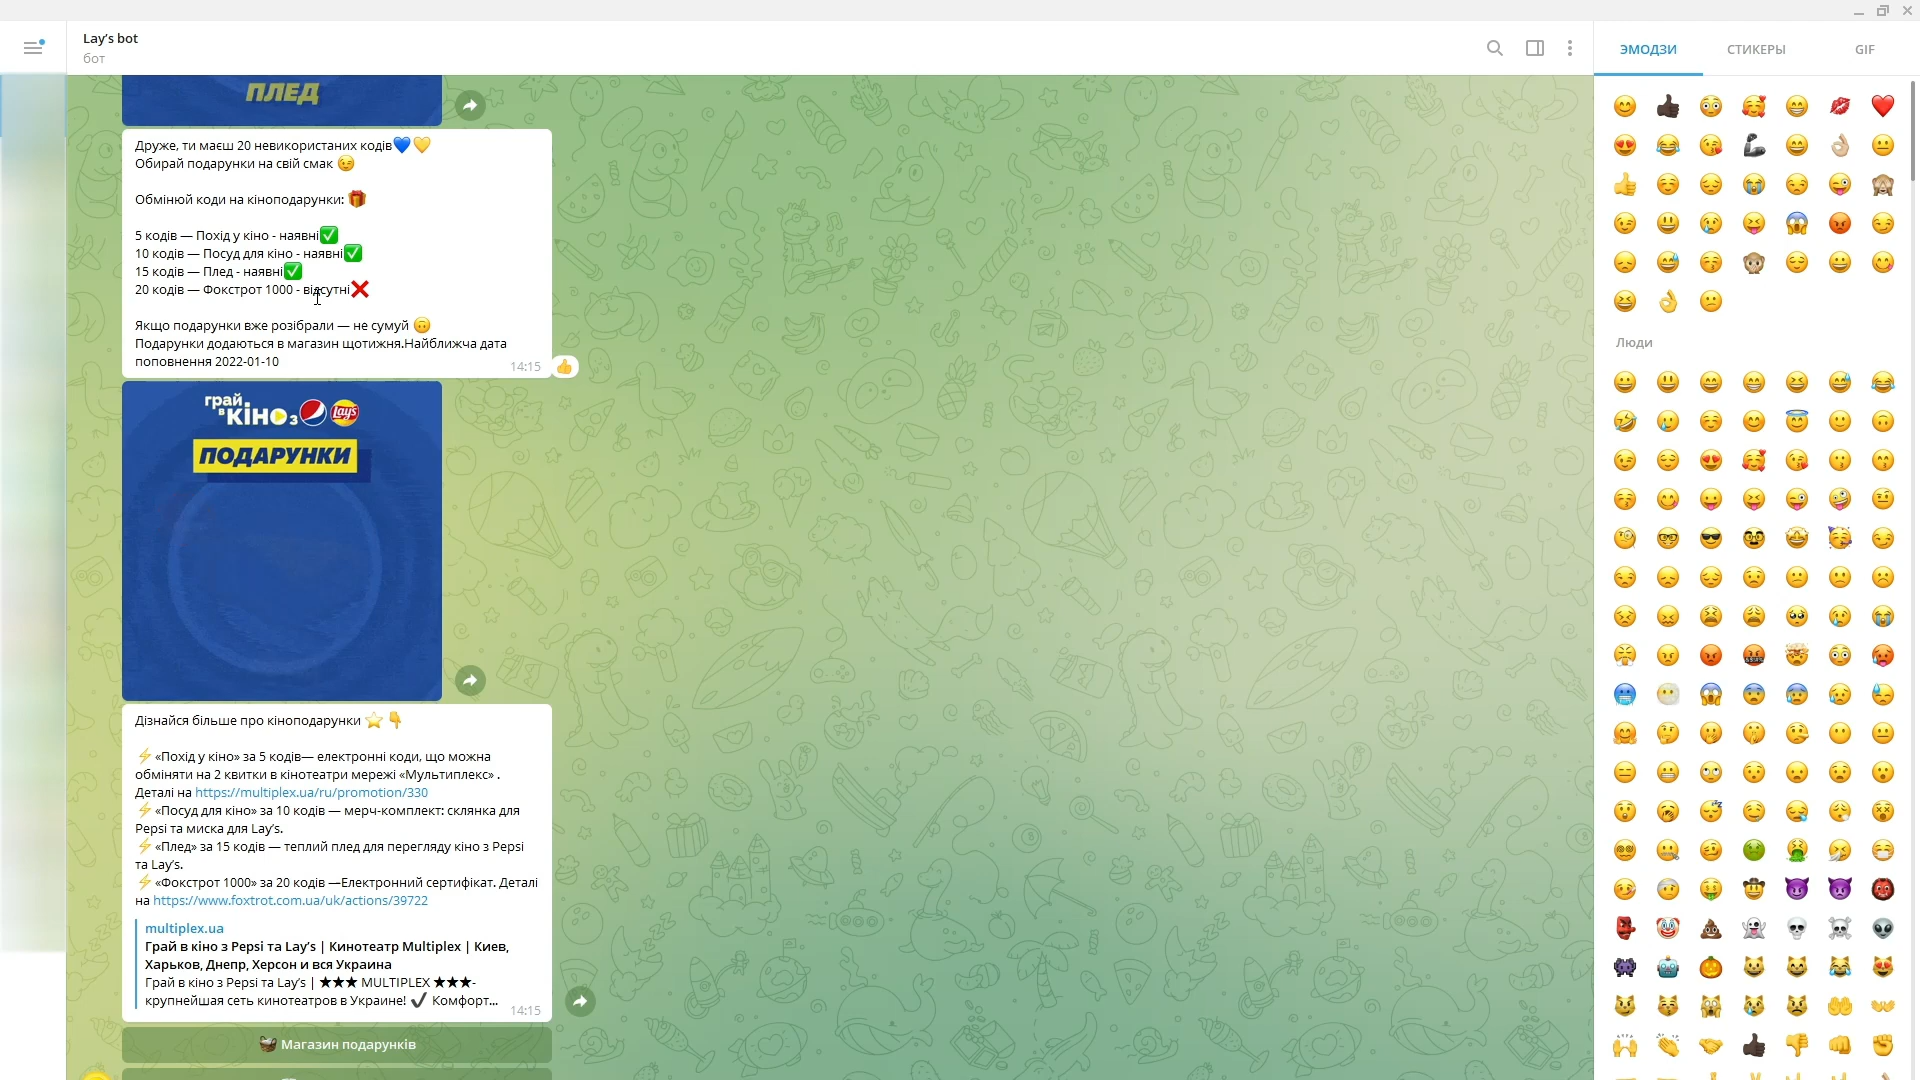 Lay's bot
бот
ЭМОДЗИ
СТИКЕРЫ
GIF
ПЛЕД
Друже, ти маєш 20 невикористаних кодів💙💛
Обирай подарунки на свій смак 😉
Обмінюй коди на кіноподарунки: 🎁
5 кодів — Похід у кіно - наявні✅
10 кодів — Посуд для кіно - наявні✅
15 кодів — Плед - наявні✅
20 кодів — Фокстрот 1000 - відсутні❌
Якщо подарунки вже розібрали — не сумуй 🙃
Подарунки додаються в магазин щотижня.Найближча дата
поповнення 2022-01-10
14:15
грай
в кіно з Lay's
ПОДАРУНКИ
Дізнайся більше про кіноподарунки ⭐👇
⚡«Похід у кіно» за 5 кодів— електронні коди, що можна
обміняти на 2 квитки в кінотеатри мережі «Мультиплекс» .
Деталі на https://multiplex.ua/ru/promotion/330
⚡«Посуд для кіно» за 10 кодів — мерч-комплект: склянка для
Pepsi та миска для Lay's.
⚡«Плед» за 15 кодів — теплий плед для перегляду кіно з Pepsi
та Lay's.
⚡«Фокстрот 1000» за 20 кодів —Електронний сертифікат. Деталі
на https://www.foxtrot.com.ua/uk/actions/39722
multiplex.ua
Грай в кіно з Pepsi та Lay's | Кинотеатр Multiplex | Киев,
Харьков, Днепр, Херсон и вся Украина
Грай в кіно з Pepsi та Lay's | ★★★ MULTIPLEX ★★★-
крупнейшая сеть кинотеатров в Украине! ✔ Комфорт...
14:15
Магазин подарунків
Люди